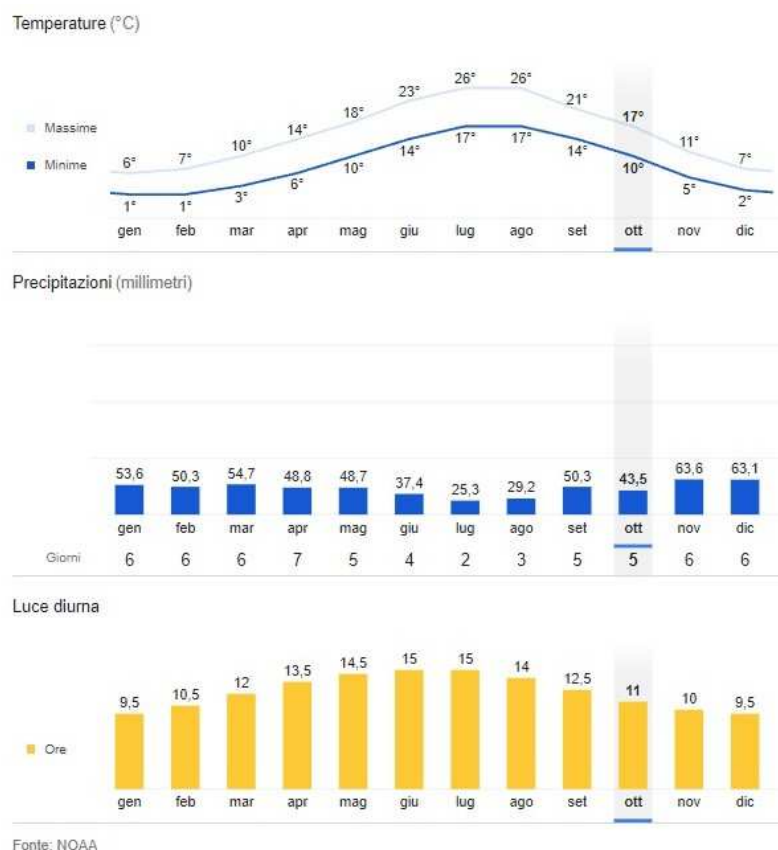 Temperature (°C)
26° 26°
23°
21°
18°
17°
14°
Massime
10°
11°
6° 7°
7°
Minime
17° 17°
14° 14°
10°
10°
6°
5°
3°
1° 1°
2°
gen feb mar apr mag giu lug ago set ott nov dic
Precipitazioni (millimetri)
53,6 50,3 54,7 48,8 48,7 37,4 25,3 29,2 50,3 43,5 63,6 63,1
gen feb mar apr mag giu lug ago set ott nov dic
Giorni 6 6 6 7 5 4 2 3 5 5 6 6
Luce diurna
9,5 10,5 12 13,5 14,5 15 15 14 12,5 11 10 9,5
Ore
gen feb mar apr mag giu lug ago set ott nov dic
Fonte: NOAA